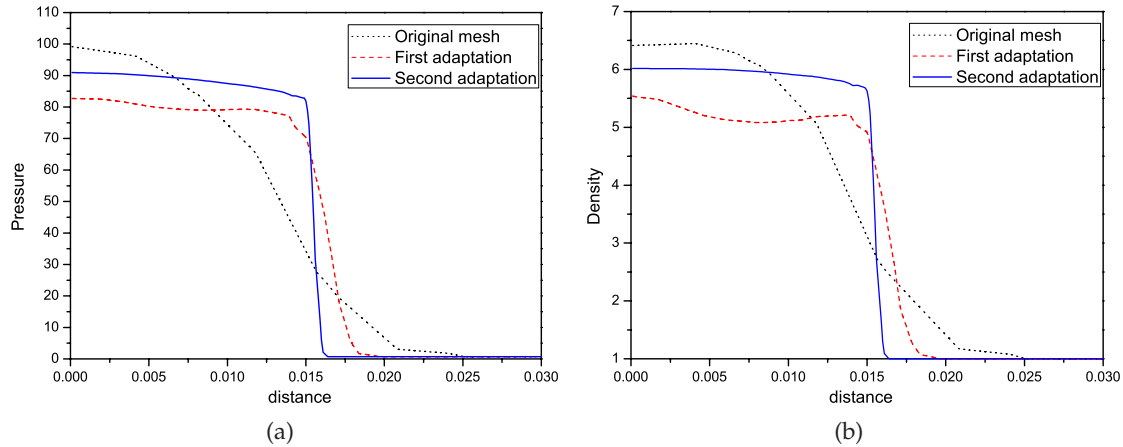 110
100
90
80
70
60
50
40
30
20
10
0
Pressure
Original mesh
First adaptation
Second adaptation
0.000 0.005 0.010 0.015 0.020 0.025 0.030
distance
(a)
7
6
5
4
3
2
1
Density
Original mesh
First adaptation
Second adaptation
0.000 0.005 0.010 0.015 0.020 0.025 0.030
distance
(b)